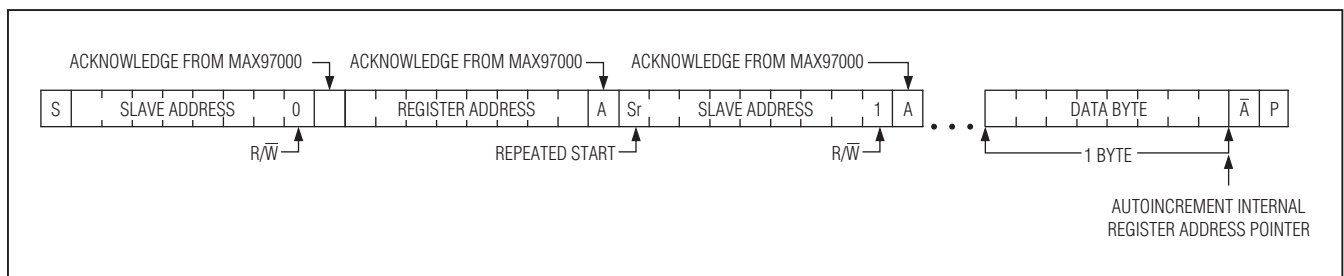 ACKNOWLEDGE FROM MAX97000 ACKNOWLEDGE FROM MAX97000 ACKNOWLEDGE FROM MAX97000
S SLAVE ADDRESS 0 REGISTER ADDRESS A Sr SLAVE ADDRESS 1 A ... DATA BYTE A̅ P
R/W̅ REPEATED START R/W̅ 1 BYTE
AUTOINCREMENT INTERNAL
REGISTER ADDRESS POINTER